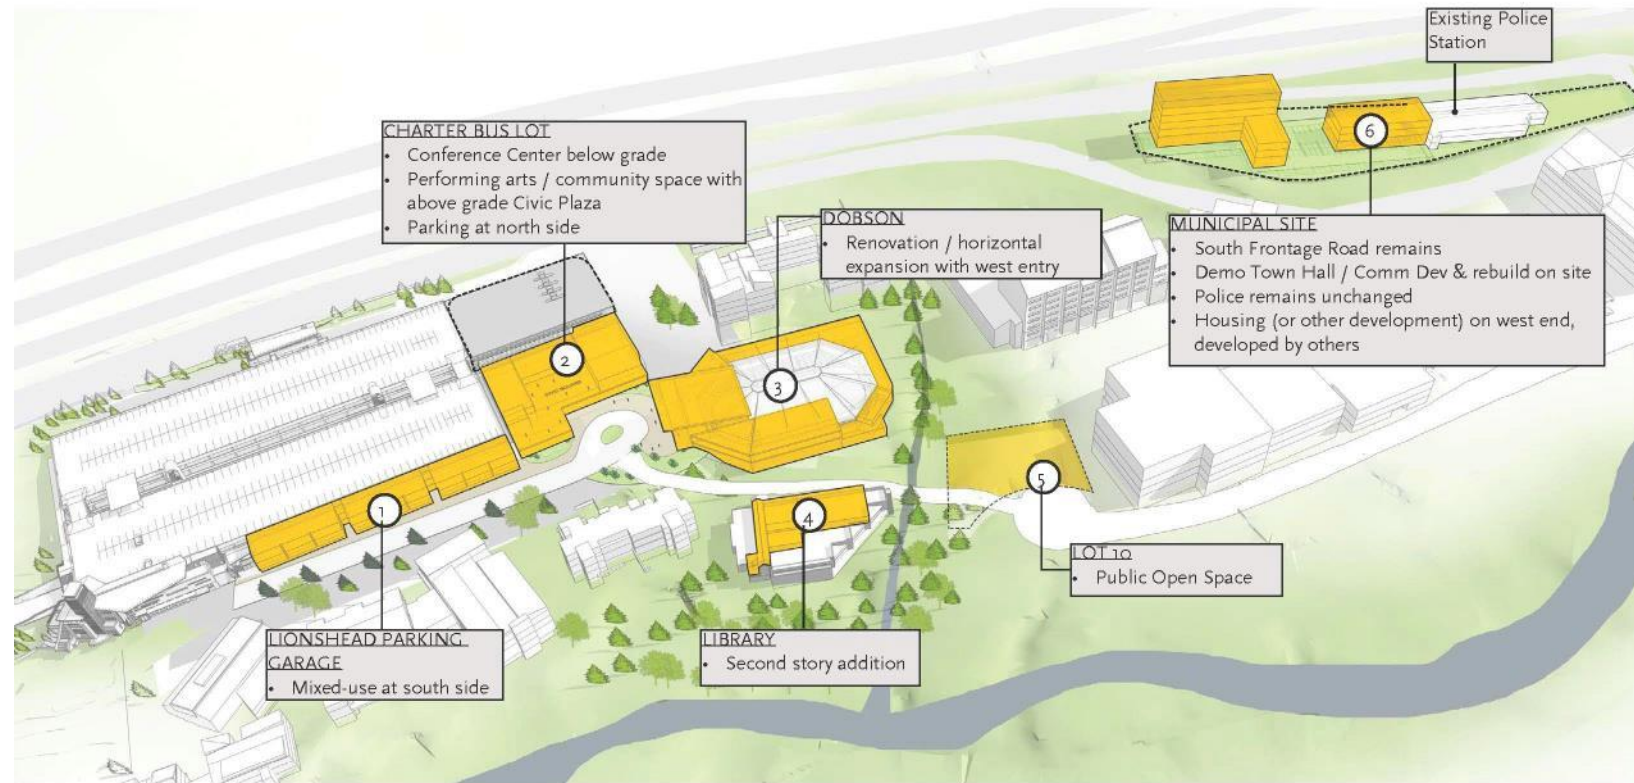 Existing Police
Station
CHARTER BUS LOT
• Conference Center below grade
• Performing arts / community space with
above grade Civic Plaza
• Parking at north side
DOBSON
• Renovation / horizontal
expansion with west entry
6
MUNICIPAL SITE
• South Frontage Road remains
• Demo Town Hall / Comm Dev & rebuild on site
• Police remains unchanged
• Housing (or other development) on west end,
developed by others
2
3
1
4
5
LOT 10
• Public Open Space
LIONSHEAD PARKING
GARAGE
• Mixed-use at south side
LIBRARY
• Second story addition